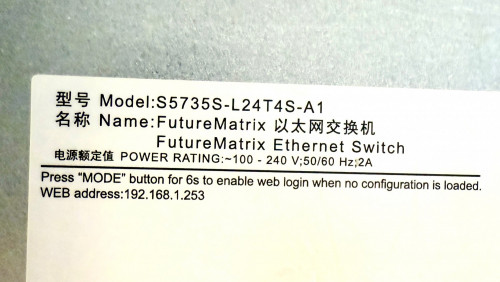 型号 Model:S5735S-L24T4S-A1
名称 Name:FutureMatrix 以太网交换机
FutureMatrix Ethernet Switch
电源额定值 POWER RATING:~100 - 240 V;50/60 Hz;2A
Press "MODE" button for 6s to enable web login when no configuration is loaded.
WEB address:192.168.1.253